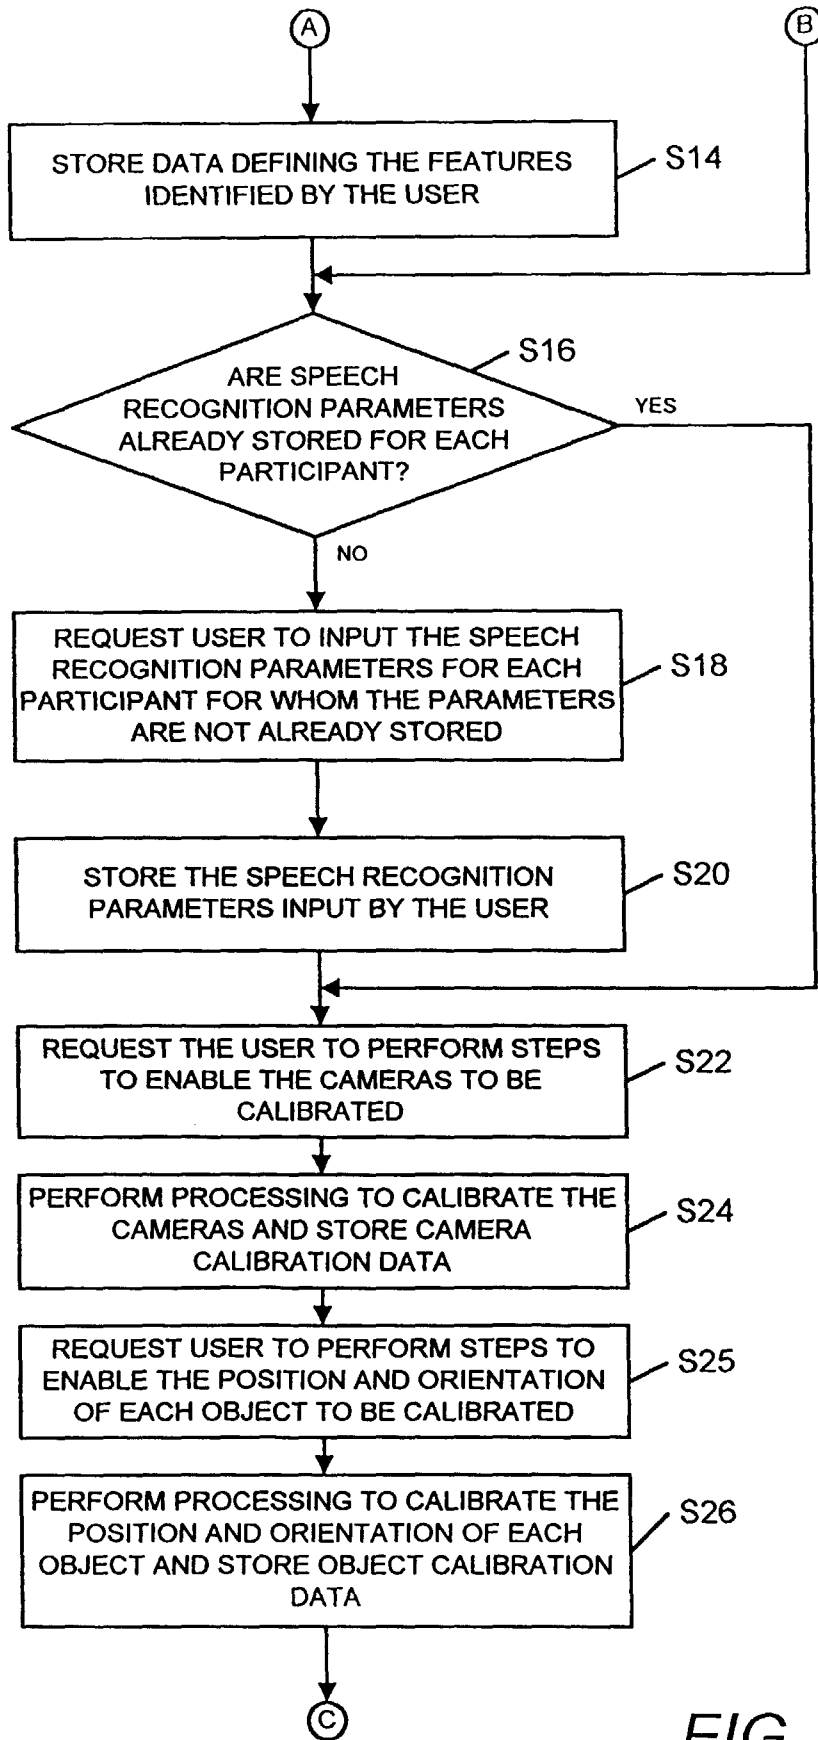 A
B
STORE DATA DEFINING THE FEATURES
IDENTIFIED BY THE USER
S14
S16
ARE SPEECH
RECOGNITION PARAMETERS
ALREADY STORED FOR EACH
PARTICIPANT?
YES
NO
REQUEST USER TO INPUT THE SPEECH
RECOGNITION PARAMETERS FOR EACH
PARTICIPANT FOR WHOM THE PARAMETERS
ARE NOT ALREADY STORED
S18
STORE THE SPEECH RECOGNITION
PARAMETERS INPUT BY THE USER
S20
REQUEST THE USER TO PERFORM STEPS
TO ENABLE THE CAMERAS TO BE
CALIBRATED
S22
PERFORM PROCESSING TO CALIBRATE THE
CAMERAS AND STORE CAMERA
CALIBRATION DATA
S24
REQUEST USER TO PERFORM STEPS TO
ENABLE THE POSITION AND ORIENTATION
OF EACH OBJECT TO BE CALIBRATED
S25
PERFORM PROCESSING TO CALIBRATE THE
POSITION AND ORIENTATION OF EACH
OBJECT AND STORE OBJECT CALIBRATION
DATA
S26
C
FIG